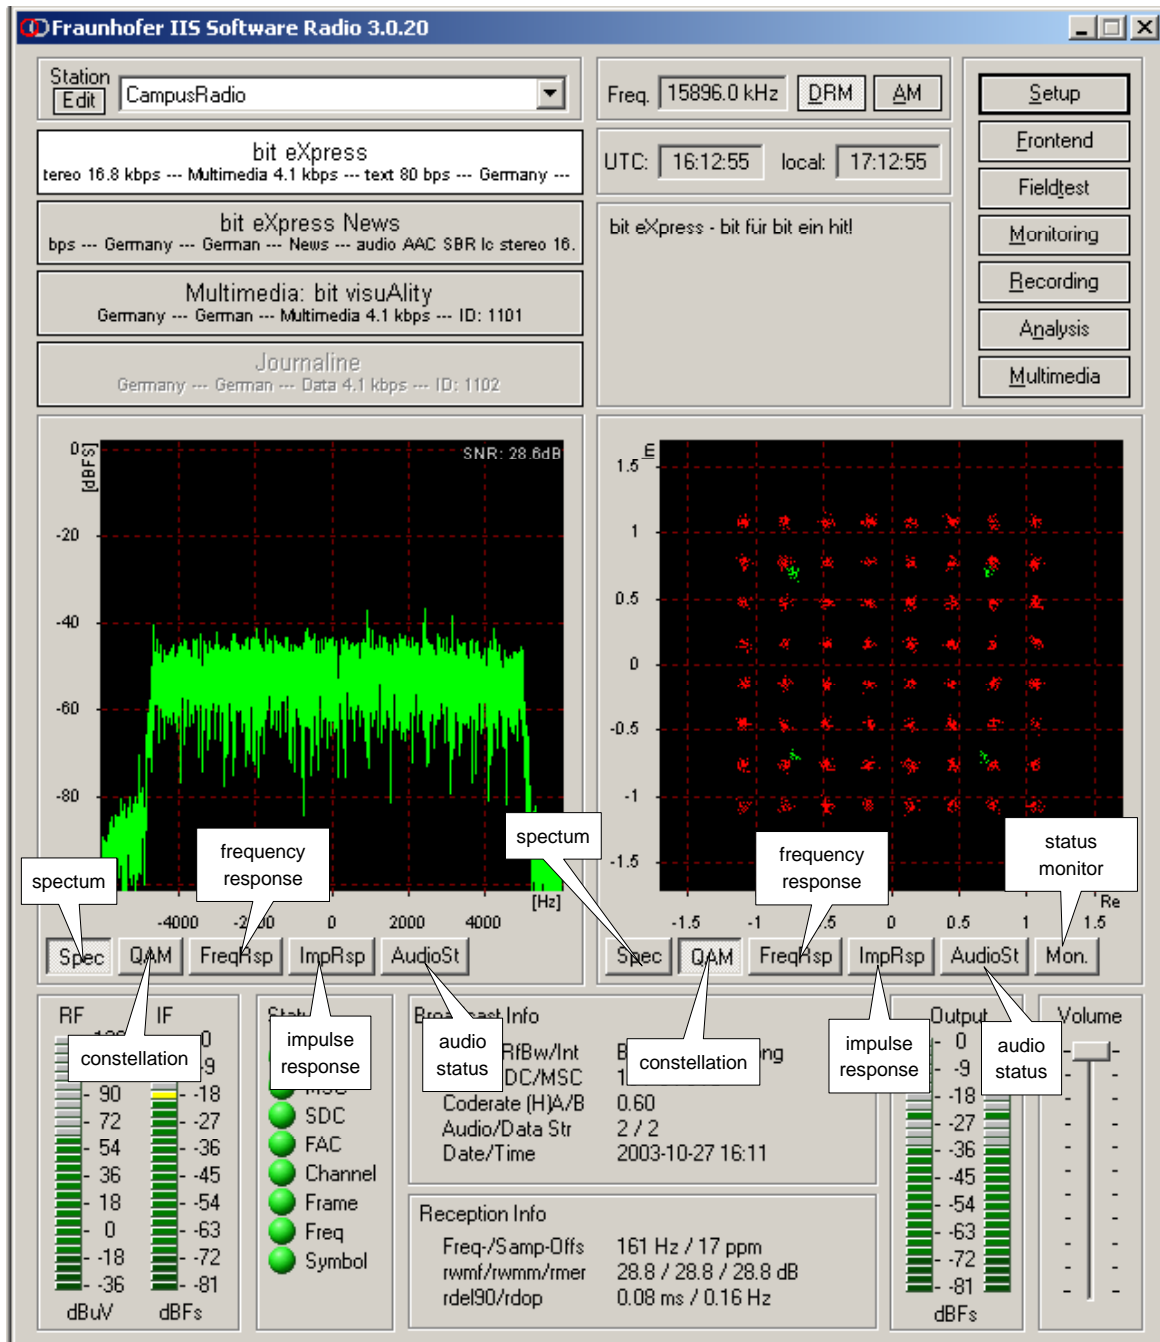 Fraunhofer IIS Software Radio 3.0.20
Station
Edit
CampusRadio
Freq. 15896.0 kHz DRM AM
UTC: 16:12:55 local: 17:12:55
Setup
Frontend
Fieldtest
Monitoring
Recording
Analysis
Multimedia
bit eXpress
tereo 16.8 kbps --- Multimedia 4.1 kbps --- text 80 bps --- Germany ---
bit eXpress News
bps --- Germany --- German --- News --- audio AAC SBR lc stereo 16.
Multimedia: bit visuAlity
Germany --- German --- Multimedia 4.1 kbps --- ID: 1101
Journaline
Germany --- German --- Data 4.1 kbps --- ID: 1102
bit eXpress - bit für bit ein hit!
SNR: 28.6dB
[dBFS]
0
-20
-40
-60
-80
-4000 0 2000 4000
[Hz]
Im
1.5
1
0.5
0
-0.5
-1
-1.5
-1.5 -1 0 0.5 1 1.5
Re
spectum
frequency
response
spectum
frequency
response
status
monitor
Spec QAM FreqRsp ImpRsp AudioSt
Spec QAM FreqRsp ImpRsp AudioSt Mon.
constellation
impulse
response
audio
status
constellation
impulse
response
audio
status
RF IF
90
72
54
36
18
0
-18
-36
dBuV
0
-9
-18
-27
-36
-45
-54
-63
-72
-81
dBFs
MSC
SDC
FAC
Channel
Frame
Freq
Symbol
Info
RfBw/Int
DC/MSC
Coderate (H)A/B 0.60
Audio/Data Str 2 / 2
Date/Time 2003-10-27 16:11
Reception Info
Freq-/Samp-Offs 161 Hz / 17 ppm
rwmf/rwmm/rmer 28.8 / 28.8 / 28.8 dB
rdel90/rdop 0.08 ms / 0.16 Hz
Output
0
-9
-18
-27
-36
-45
-54
-63
-72
-81
dBFs
Volume